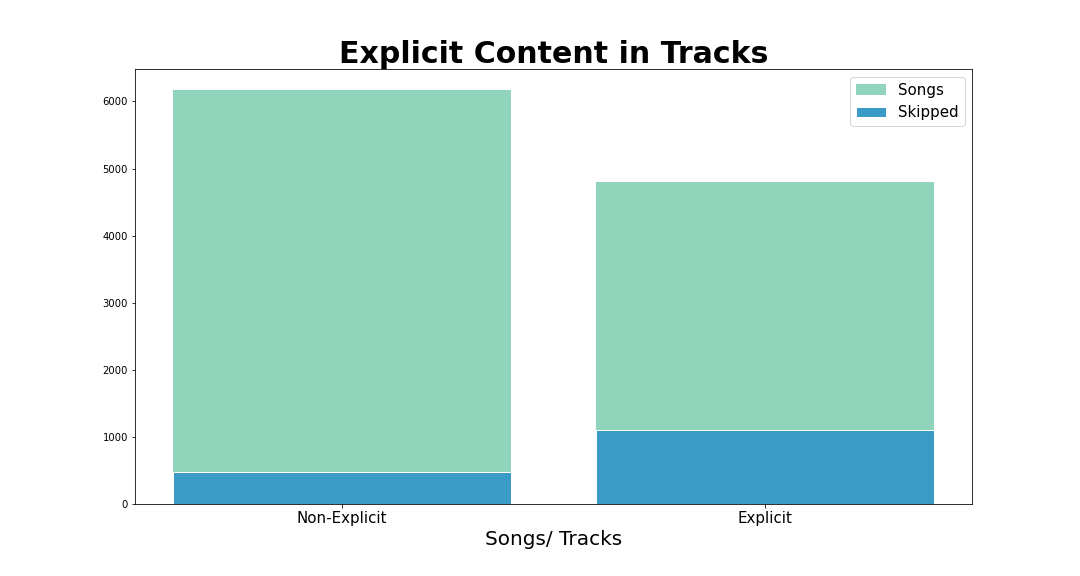 Explicit Content in Tracks
6000
5000
4000
3000
2000
1000
0
Songs
Skipped
Non-Explicit
Explicit
Songs/ Tracks